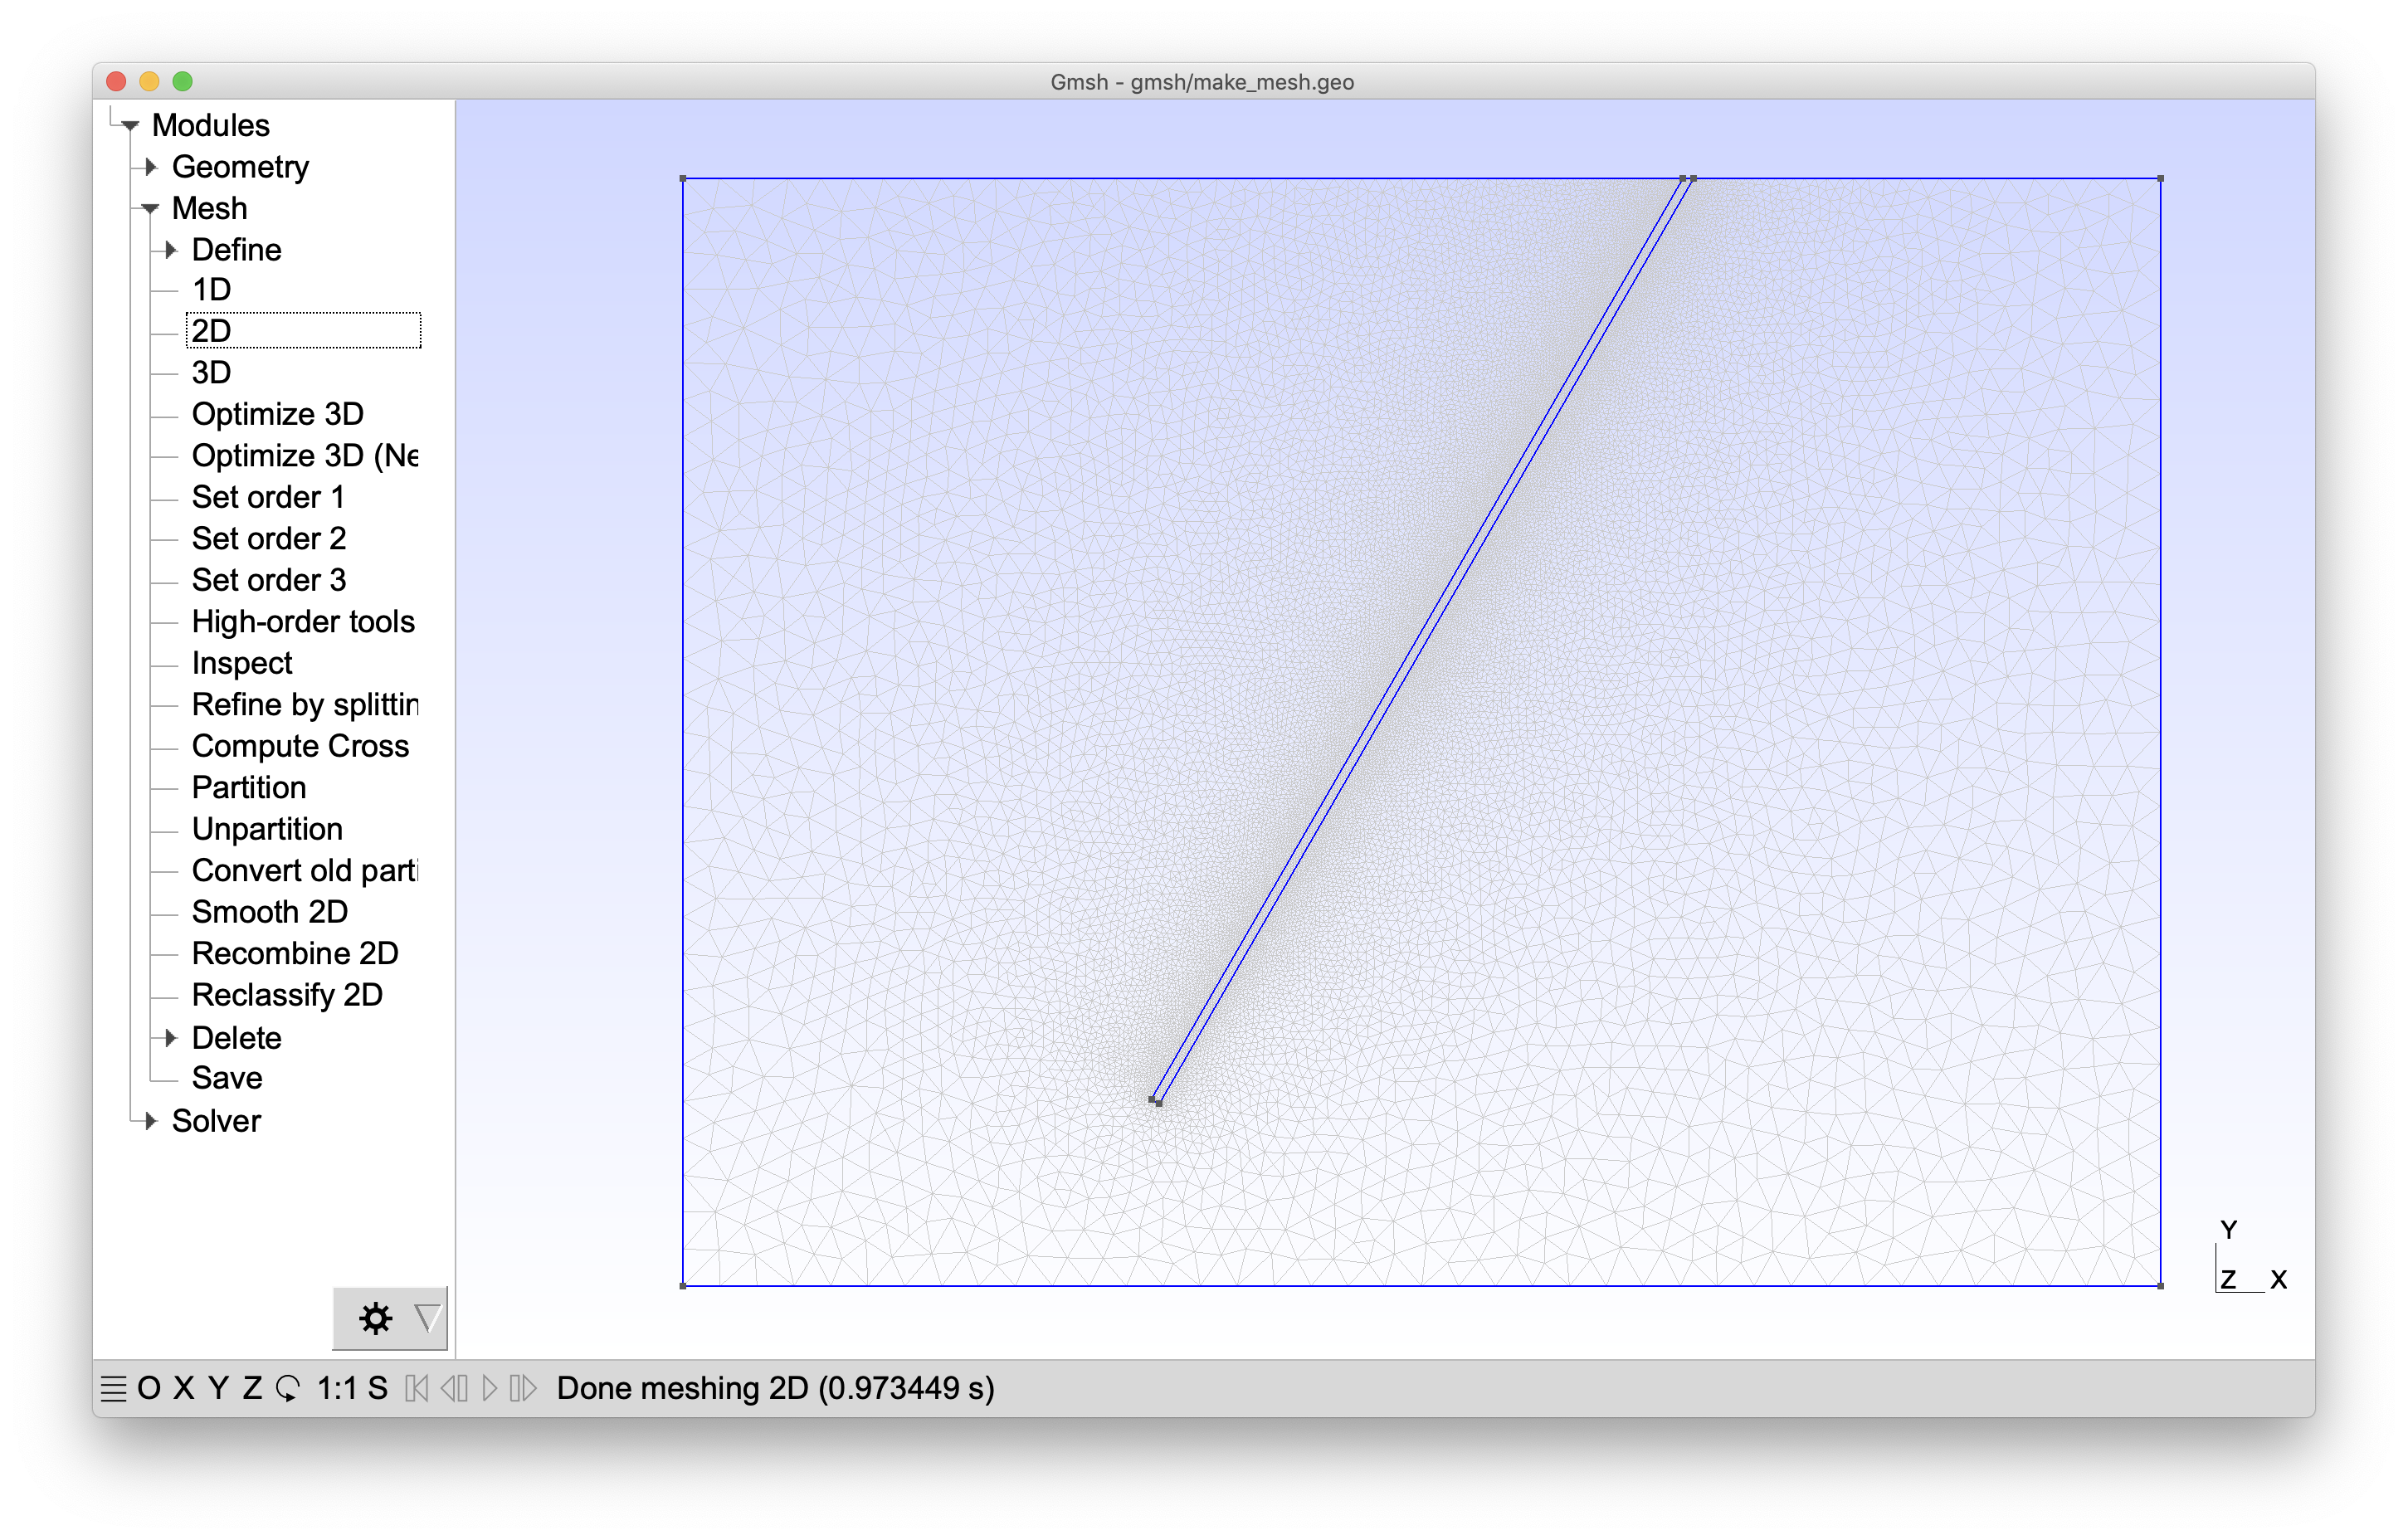 Gmsh - gmsh/make_mesh.geo
Modules
Geometry
Mesh
Define
1D
2D
3D
Optimize 3D
Optimize 3D (Ne
Set order 1
Set order 2
Set order 3
High-order tools
Inspect
Refine by splittin
Compute Cross
Partition
Unpartition
Convert old parti
Smooth 2D
Recombine 2D
Reclassify 2D
Delete
Save
Solver
Y
Z X
O X Y Z 1:1 S Done meshing 2D (0.973449 s)